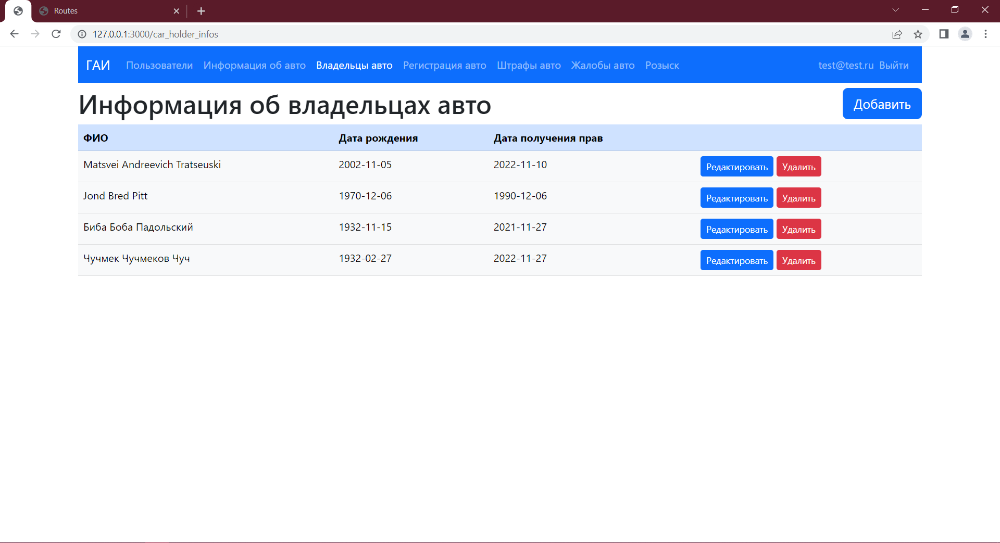 Routes
127.0.0.1:3000/car_holder_infos
ГАИ Пользователи Информация об авто Владельцы авто Регистрация авто Штрафы авто Жалобы авто Розыск test@test.ru Выйти
Информация об владельцах авто Добавить
ФИО Дата рождения Дата получения прав
Matsvei Andreevich Tratseuski 2002-11-05 2022-11-10 Редактировать Удалить
Jond Bred Pitt 1970-12-06 1990-12-06 Редактировать Удалить
Биба Боба Падольский 1932-11-15 2021-11-27 Редактировать Удалить
Чучмек Чучмеков Чуч 1932-02-27 2022-11-27 Редактировать Удалить